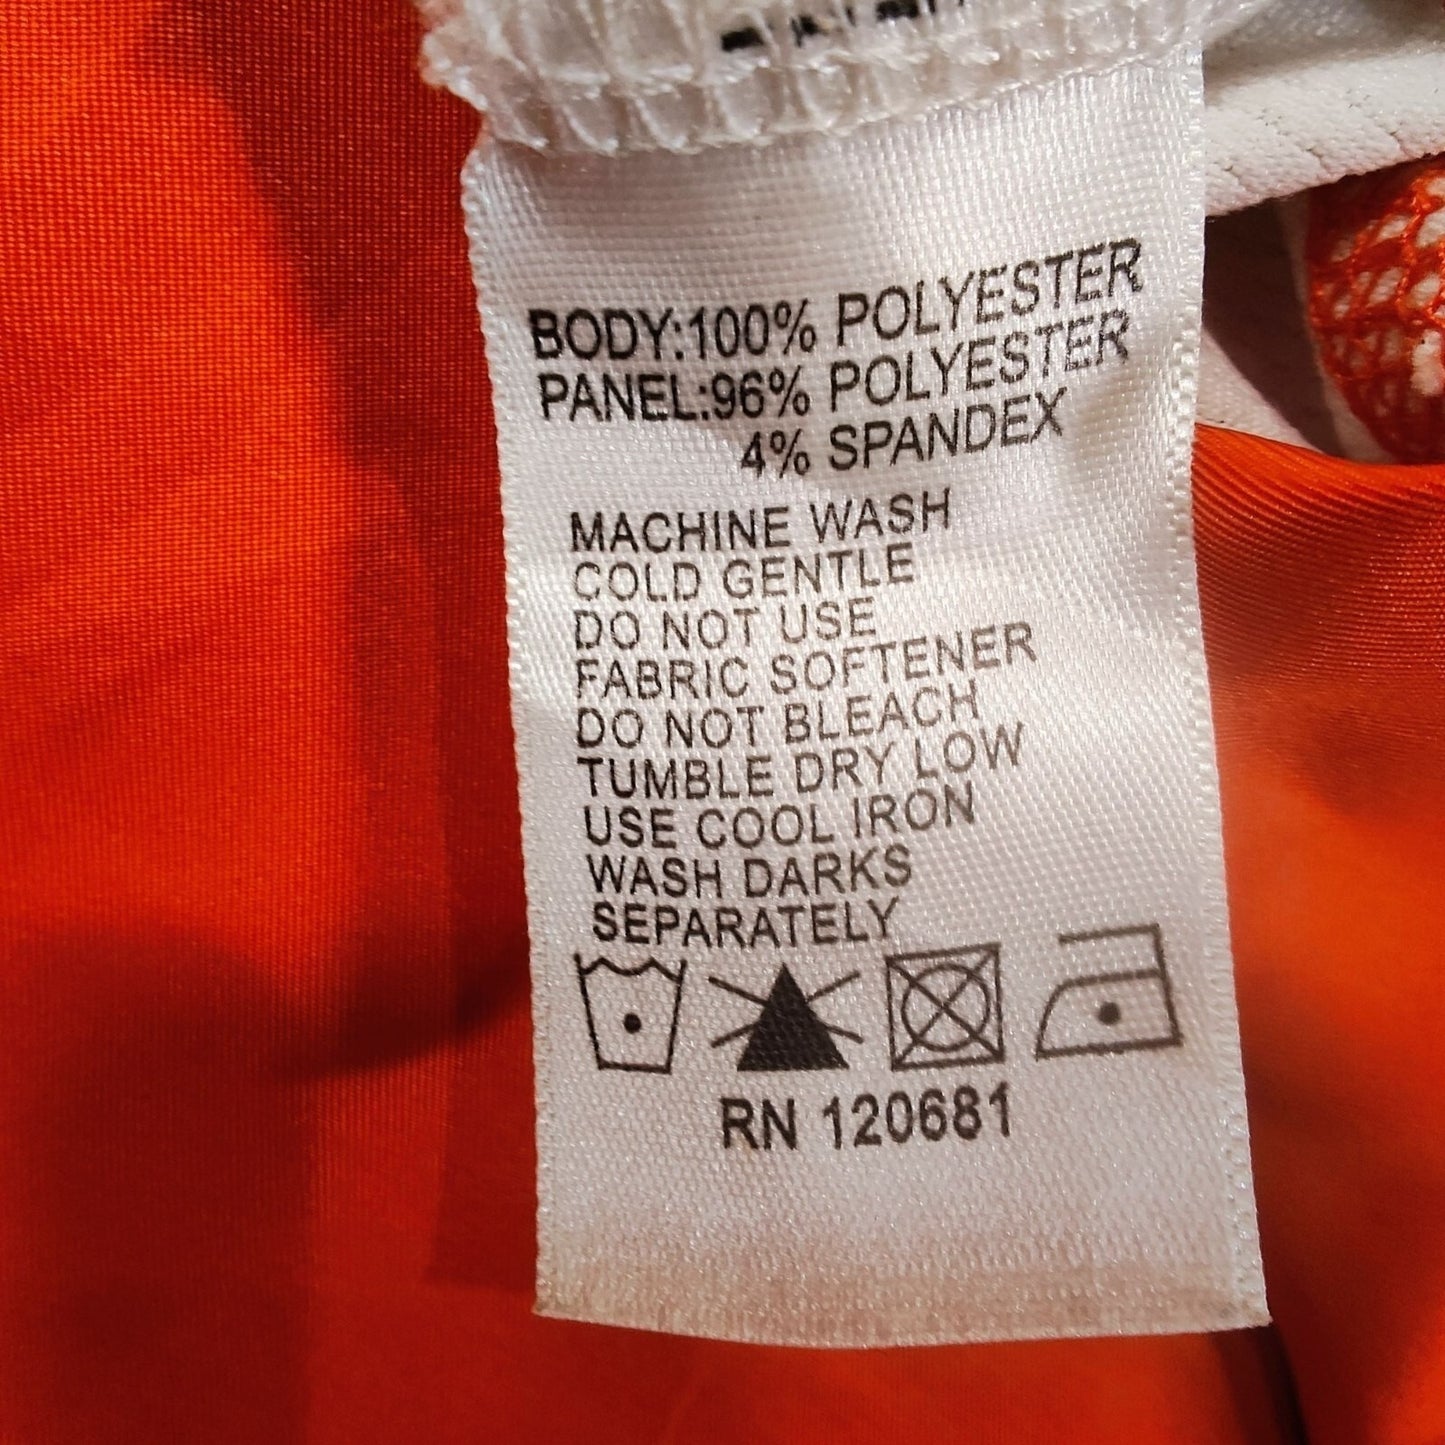 BODY:100% POLYESTER
PANEL:96% POLYESTER
4% SPANDEX
MACHINE WASH
COLD GENTLE
DO NOT USE
FABRIC SOFTENER
DO NOT BLEACH
TUMBLE DRY LOW
USE COOL IRON
WASH DARKS
SEPARATELY
RN 120681